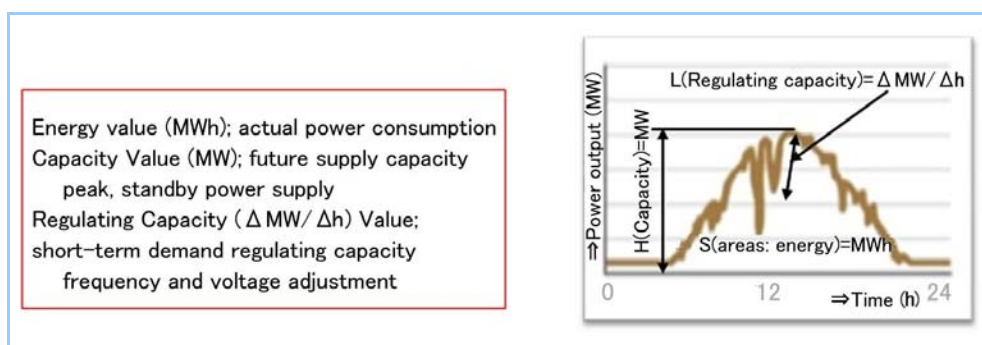 Energy value (MWh); actual power consumption
Capacity Value (MW); future supply capacity
peak, standby power supply
Regulating Capacity (ΔMW/Δh) Value;
short-term demand regulating capacity
frequency and voltage adjustment
L(Regulating capacity)=ΔMW/Δh
⇒Power output (MW)
H(Capacity)=MW
S(areas: energy)=MWh
0
12
24
⇒Time (h)